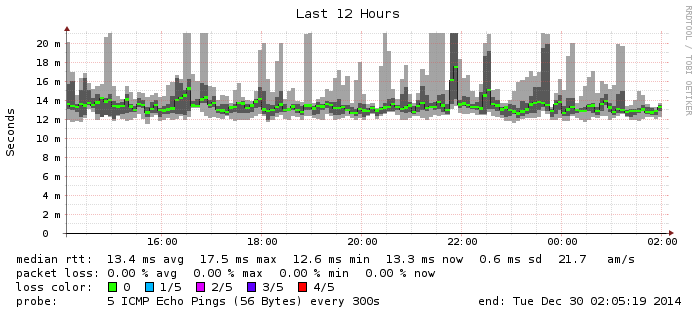 Last 12 Hours
RRDTOOL / TOBI OETIKER
Seconds
20 m
18 m
16 m
14 m
12 m
10 m
8 m
6 m
4 m
2 m
0
16:00 18:00 20:00 22:00 00:00 02:00
median rtt: 13.4 ms avg 17.5 ms max 12.6 ms min 13.3 ms now 0.6 ms sd 21.7 am/s
packet loss: 0.00 % avg 0.00 % max 0.00 % min 0.00 % now
loss color: 0 1/5 2/5 3/5 4/5
probe: 5 ICMP Echo Pings (56 Bytes) every 300s end: Tue Dec 30 02:05:19 2014